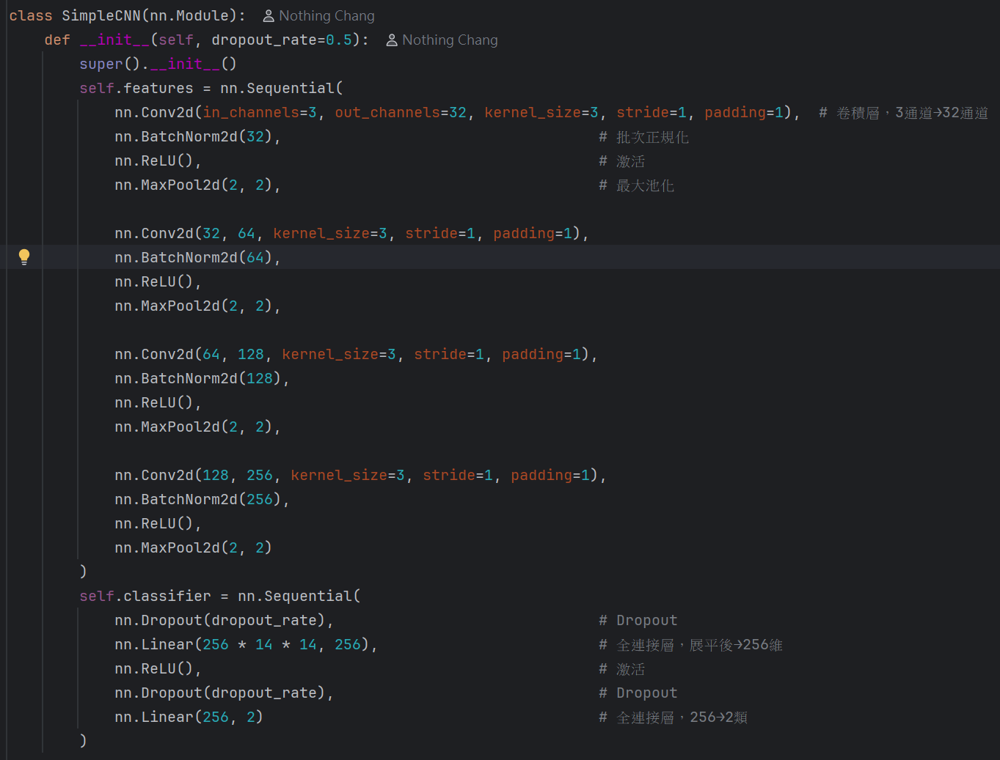 class SimpleCNN(nn.Module): Nothing Chang
def __init__(self, dropout_rate=0.5): Nothing Chang
super().__init__()
self.features = nn.Sequential(
nn.Conv2d(in_channels=3, out_channels=32, kernel_size=3, stride=1, padding=1), # 卷積層，3通道→32通道
nn.BatchNorm2d(32), # 批次正規化
nn.ReLU(), # 激活
nn.MaxPool2d(2, 2), # 最大池化
nn.Conv2d(32, 64, kernel_size=3, stride=1, padding=1),
nn.BatchNorm2d(64),
nn.ReLU(),
nn.MaxPool2d(2, 2),
nn.Conv2d(64, 128, kernel_size=3, stride=1, padding=1),
nn.BatchNorm2d(128),
nn.ReLU(),
nn.MaxPool2d(2, 2),
nn.Conv2d(128, 256, kernel_size=3, stride=1, padding=1),
nn.BatchNorm2d(256),
nn.ReLU(),
nn.MaxPool2d(2, 2)
)
self.classifier = nn.Sequential(
nn.Dropout(dropout_rate), # Dropout
nn.Linear(256 * 14 * 14, 256), # 全連接層，展平後→256維
nn.ReLU(), # 激活
nn.Dropout(dropout_rate), # Dropout
nn.Linear(256, 2) # 全連接層，256→2類
)